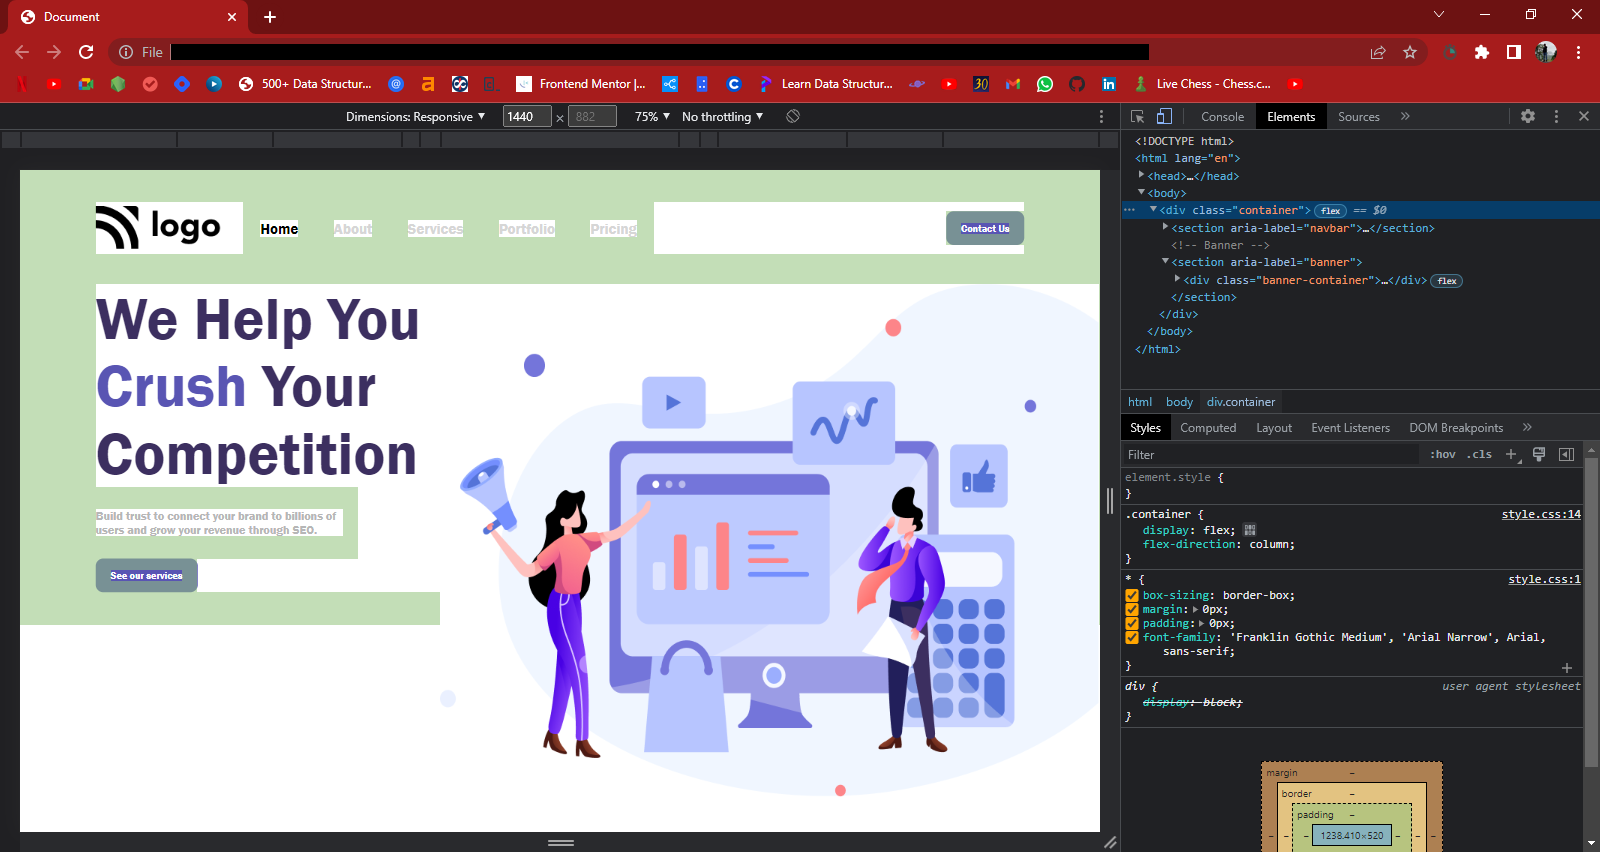 Document
File
500+ Data Structur...
Frontend Mentor |...
Learn Data Structur...
30
Live Chess - Chess.c...
Dimensions: Responsive
1440 × 882
75%
No throttling
Console
Elements
Sources
»
<!DOCTYPE html>
<html lang="en">
<head>…</head>
<body>
<div class="container"> flex == $0
<section aria-label="navbar">…</section>
<!-- Banner -->
<section aria-label="banner">
<div class="banner-container">…</div> flex
</section>
</div>
</body>
</html>
html body div.container
Styles Computed Layout Event Listeners DOM Breakpoints »
Filter :hov .cls +
element.style {
}
.container { style.css:14
display: flex;
flex-direction: column;
}
* { style.css:1
box-sizing: border-box;
margin: 0px;
padding: 0px;
font-family: 'Franklin Gothic Medium', 'Arial Narrow', Arial,
sans-serif;
}
div { user agent stylesheet
display: block;
}
margin –
border –
padding –
– – – 1238.410×520 – – –
logo
Home About Services Portfolio Pricing
Contact Us
We Help You
Crush Your
Competition
Build trust to connect your brand to billions of
users and grow your revenue through SEO.
See our services